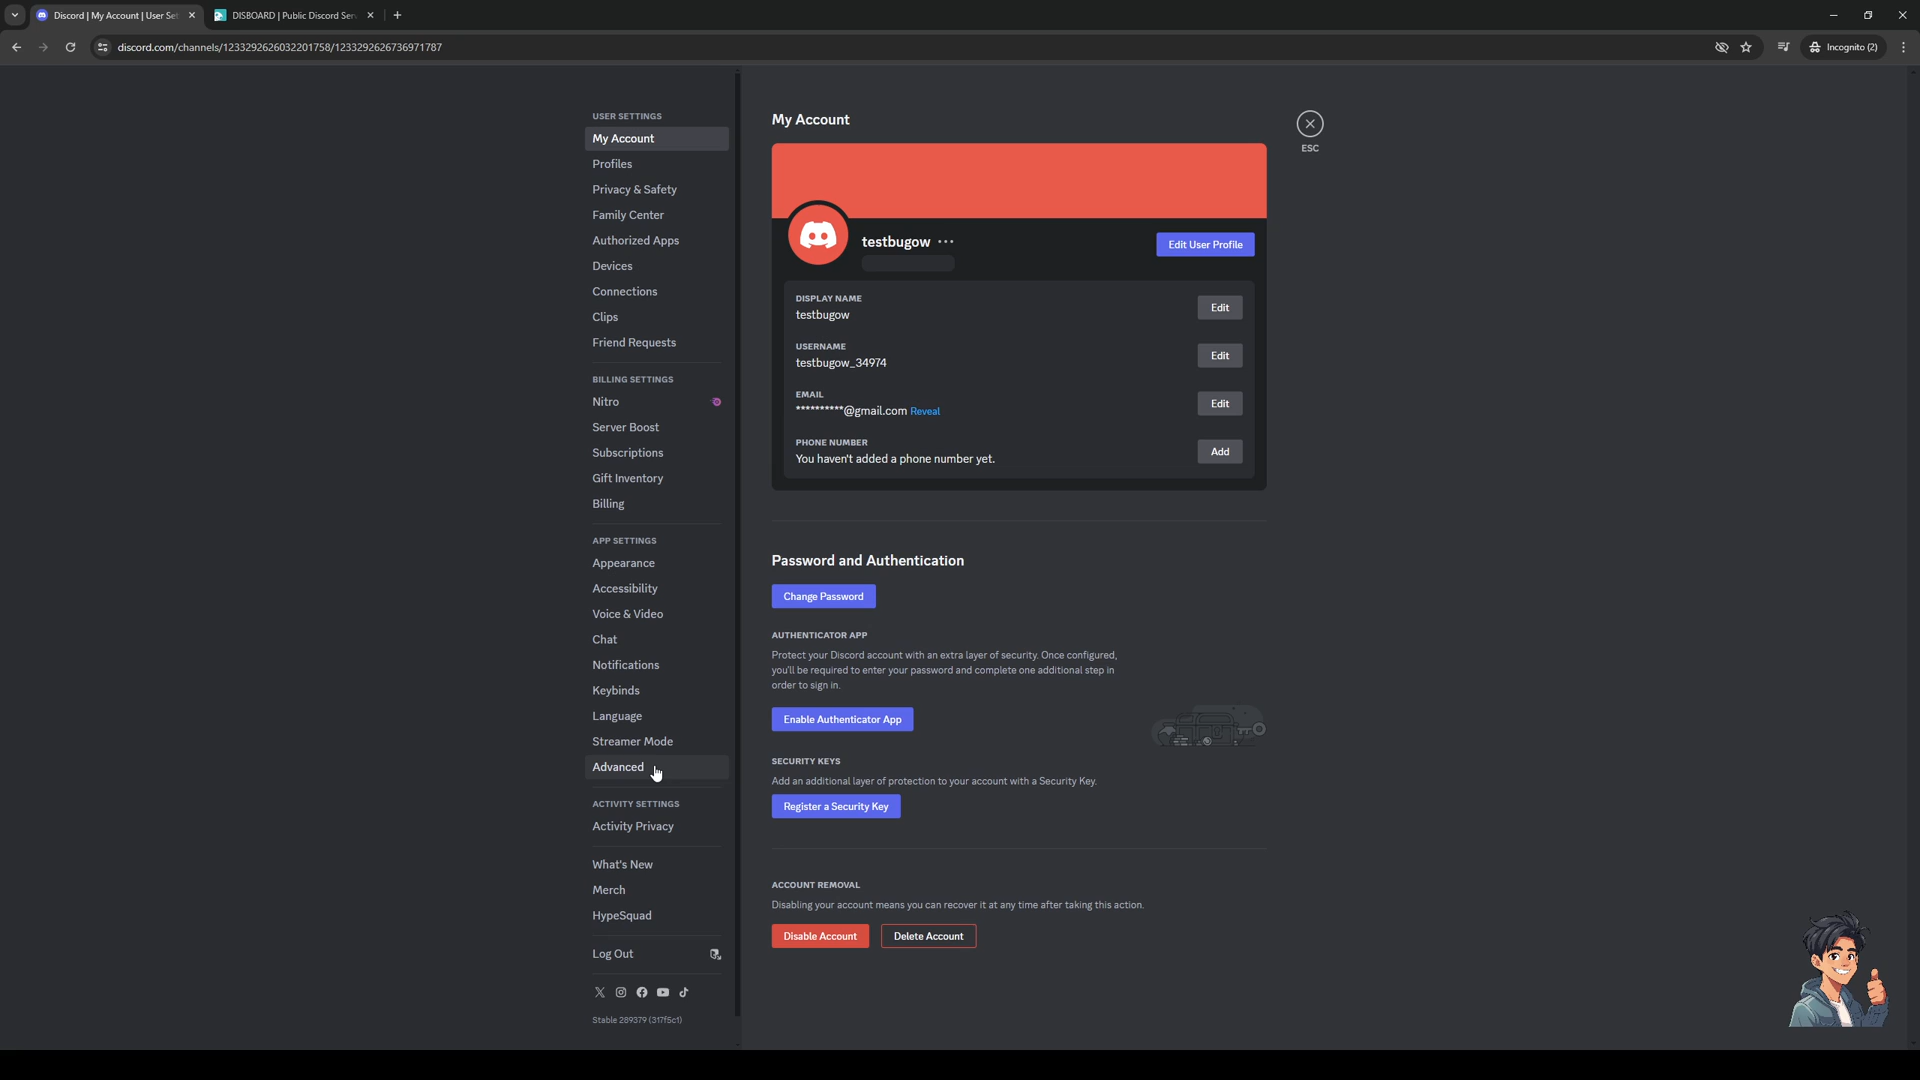 Discord | My Account | User Set
DISBOARD | Public Discord Ser
discord.com/channels/1233292626032201758/1233292626736971787
Incognito (2)
USER SETTINGS
My Account
Profiles
Privacy & Safety
Family Center
Authorized Apps
Devices
Connections
Clips
Friend Requests
BILLING SETTINGS
Nitro
Server Boost
Subscriptions
Gift Inventory
Billing
APP SETTINGS
Appearance
Accessibility
Voice & Video
Chat
Notifications
Keybinds
Language
Streamer Mode
Advanced
ACTIVITY SETTINGS
Activity Privacy
What's New
Merch
HypeSquad
Log Out
Stable 289379 (317f5c1)
My Account
ESC
testbugow
Edit User Profile
DISPLAY NAME
testbugow
Edit
USERNAME
testbugow_34974
Edit
EMAIL
**********@gmail.com Reveal
Edit
PHONE NUMBER
You haven't added a phone number yet.
Add
Password and Authentication
Change Password
AUTHENTICATOR APP
Protect your Discord account with an extra layer of security. Once configured,
you'll be required to enter your password and complete one additional step in
order to sign in.
Enable Authenticator App
SECURITY KEYS
Add an additional layer of protection to your account with a Security Key.
Register a Security Key
ACCOUNT REMOVAL
Disabling your account means you can recover it at any time after taking this action.
Disable Account
Delete Account